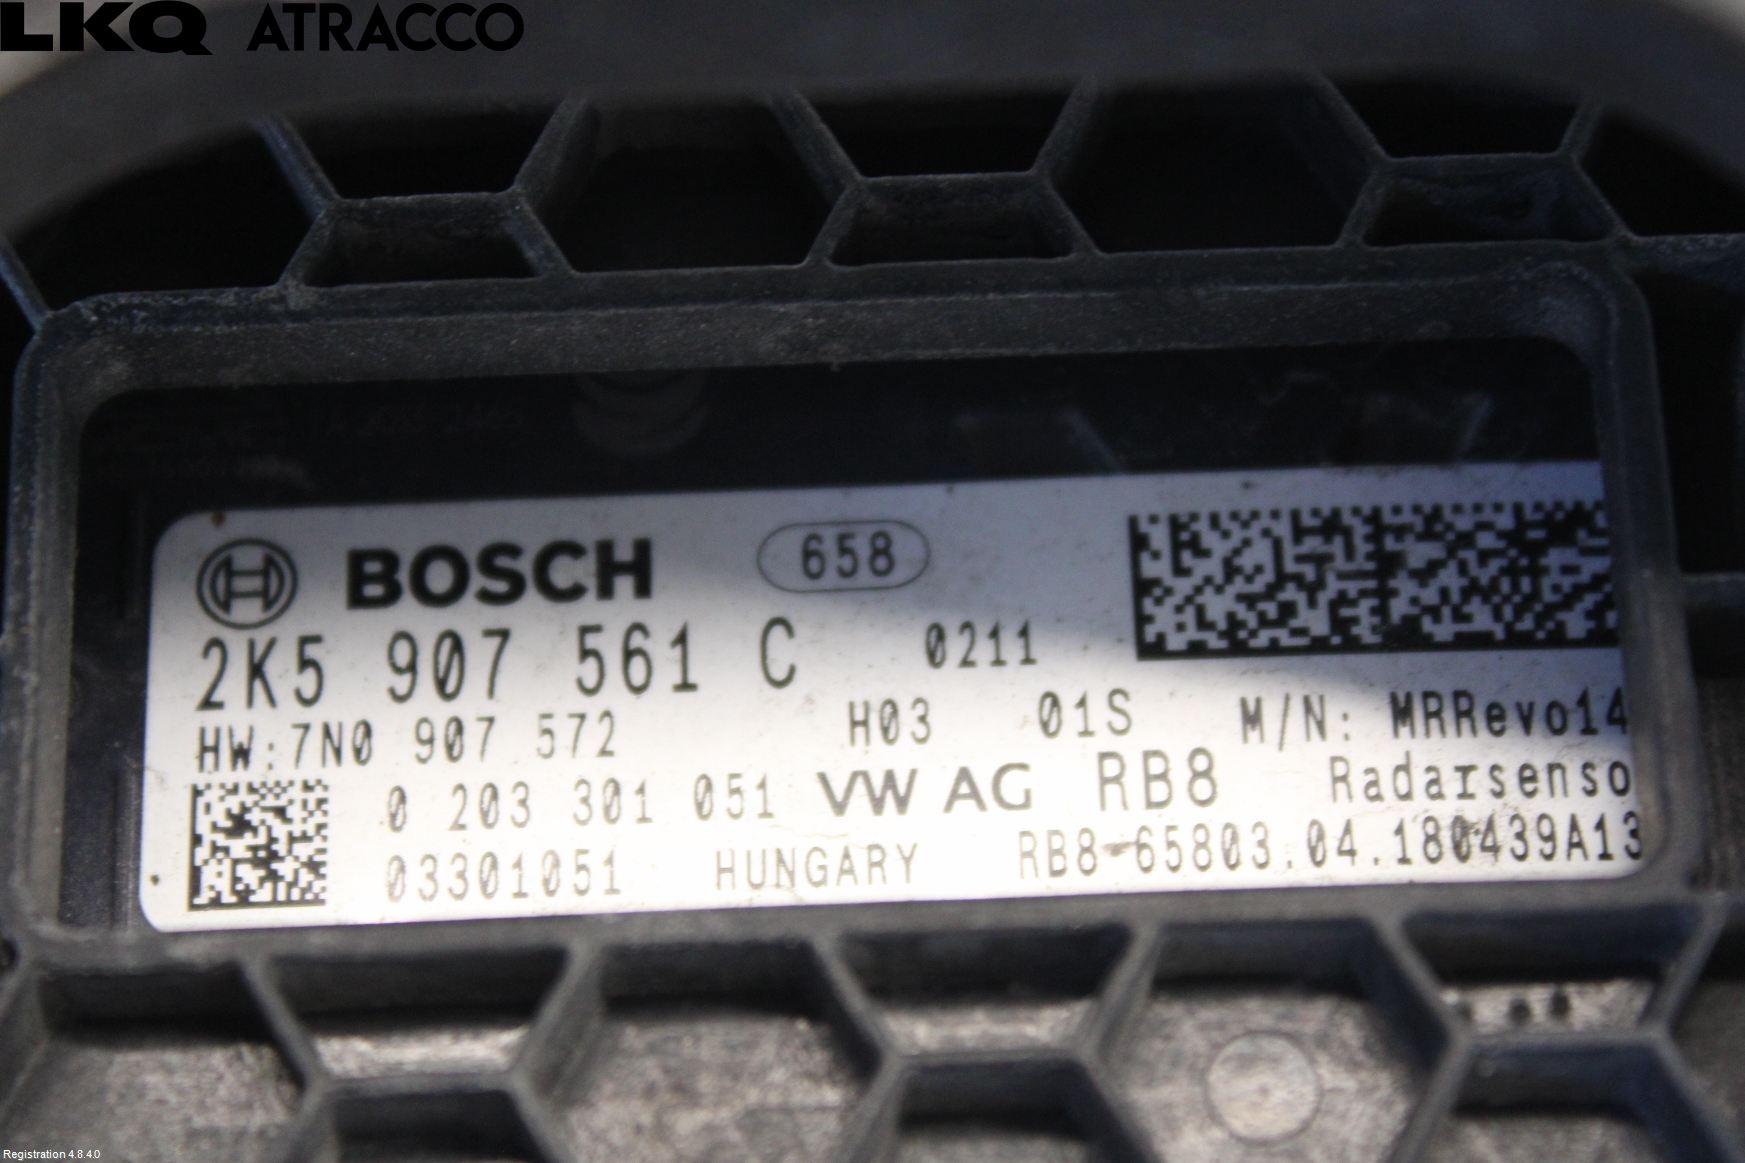 LKQ ATRACCO
BOSCH 658
2K5 907 561 C 0211
HW:7N0 907 572 H03 01S M/N: MRRevo14
0 203 301 051 VW AG RB8 Radarsenso
03301051 HUNGARY RB8-65803.04.180439A13
Registration 4.8.4.0